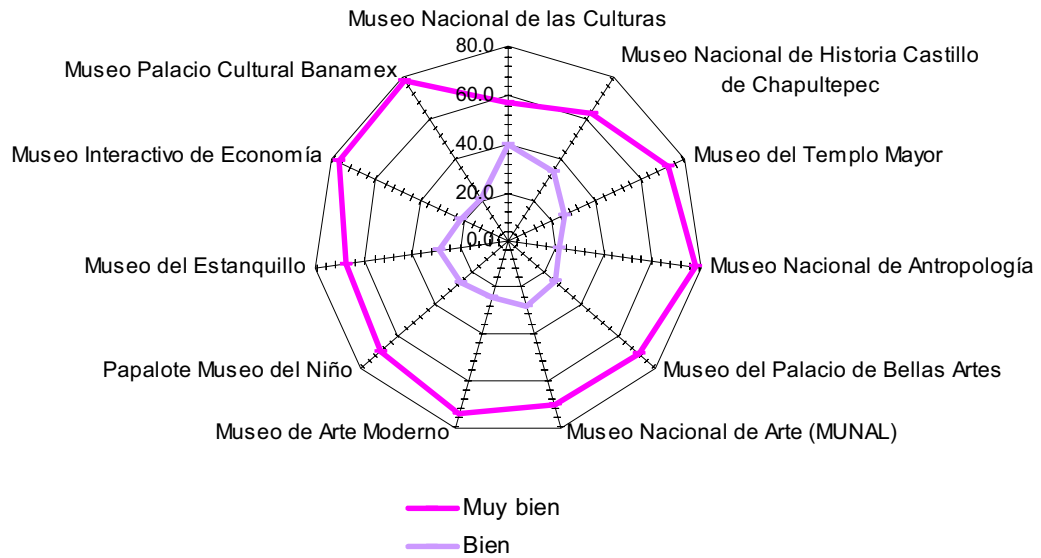 Museo Nacional de las Culturas
80.0
Museo Nacional de Historia Castillo
de Chapultepec
Museo Palacio Cultural Banamex
60.0
Museo Interactivo de Economía
40.0
Museo del Templo Mayor
20.0
0.0
Museo del Estanquillo
Museo Nacional de Antropología
Papalote Museo del Niño
Museo del Palacio de Bellas Artes
Museo de Arte Moderno
Museo Nacional de Arte (MUNAL)
Muy bien
Bien